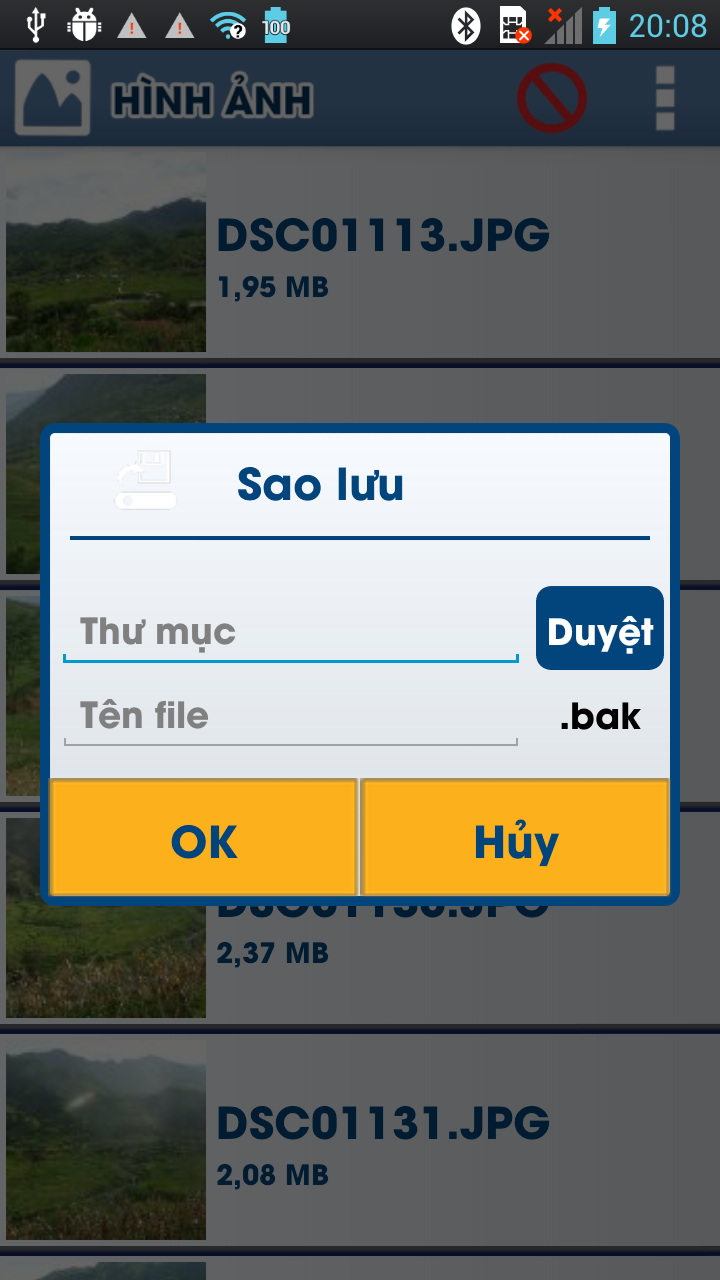 100
20:08
HÌNH ẢNH
DSC01113.JPG
1,95 MB
Sao lưu
Thư mục
Duyệt
Tên file
.bak
OK
Hủy
2,37 MB
DSC01131.JPG
2,08 MB